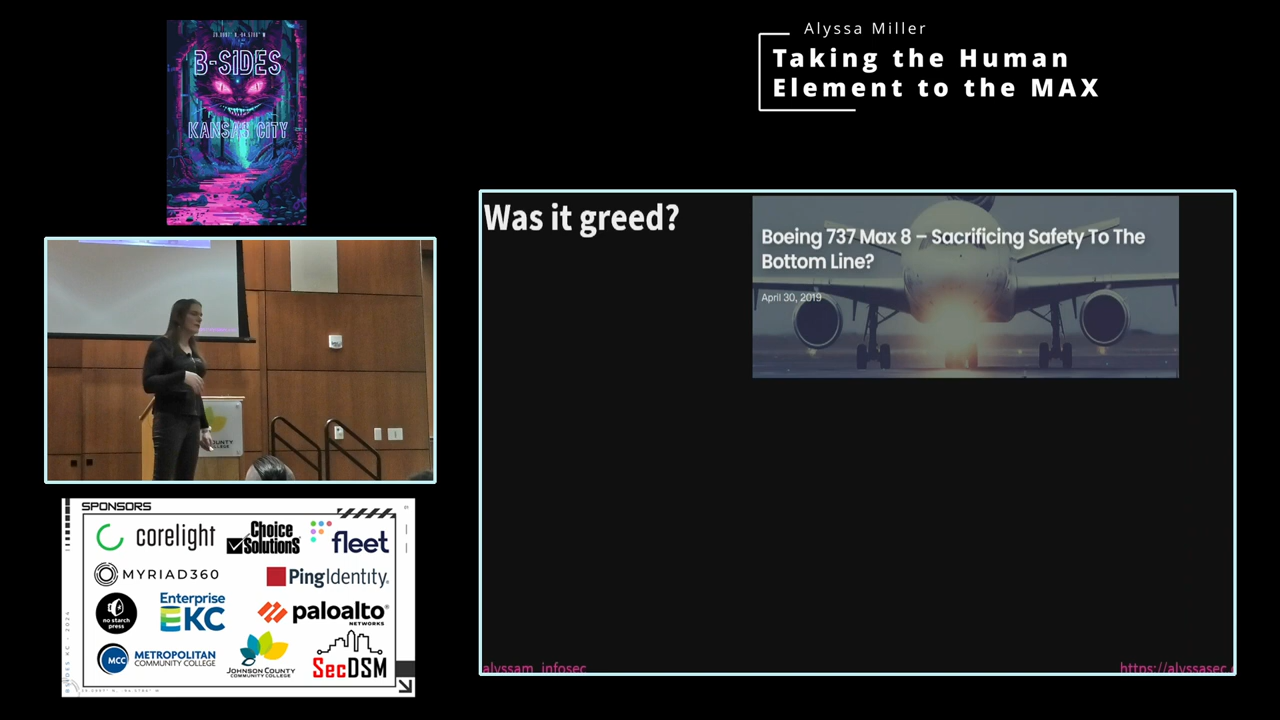 B-SIDES
KANSAS CITY
Alyssa Miller
Taking the Human
Element to the MAX
Was it greed?
Boeing 737 Max 8 – Sacrificing Safety To The
Bottom Line?
April 30, 2019
alyssam_infosec
https://alyssasec.
SPONSORS
corelight
Choice
Solutions
fleet
MYRIAD360
PingIdentity
no starch
press
Enterprise
EKC
paloalto
NETWORKS
MCC
METROPOLITAN
COMMUNITY COLLEGE
JOHNSON COUNTY
COMMUNITY COLLEGE
SecDSM